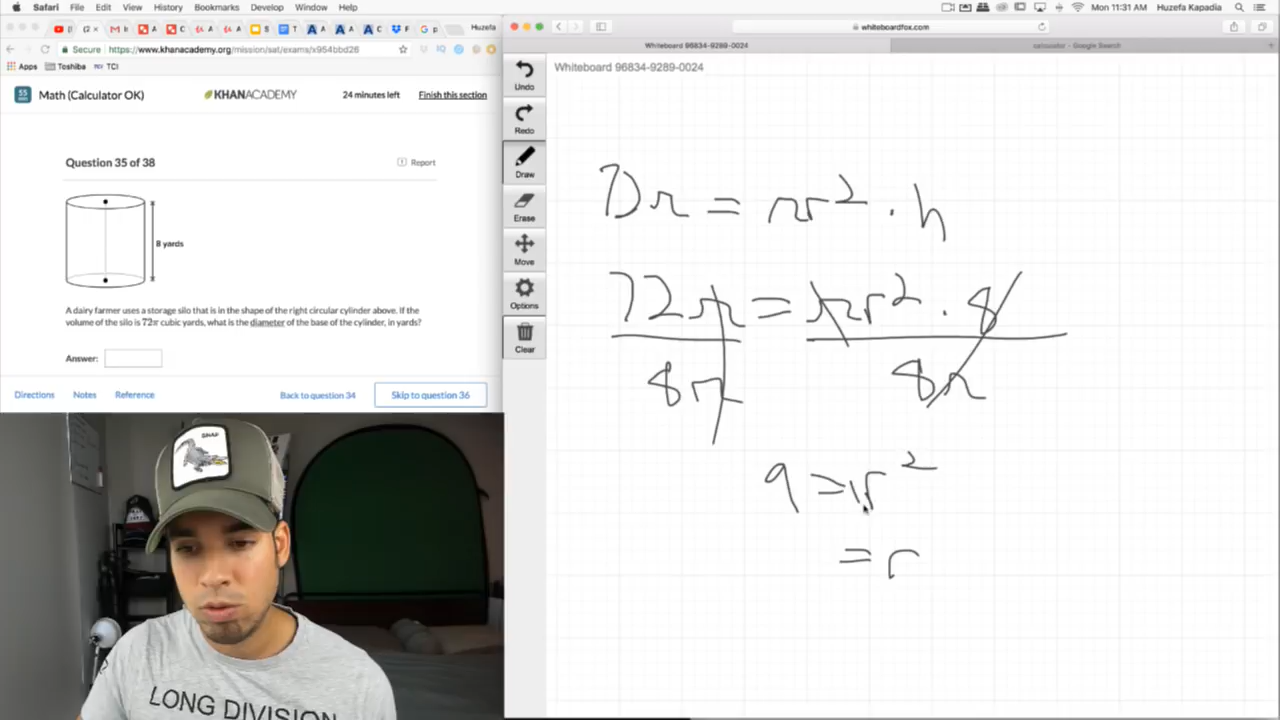 Safari File Edit View History Bookmarks Develop Window Help
Mon 11:31 AM Huzefa Kapadia
Huzefa
Secure https://www.khanacademy.org/mission/sat/exams/x954bbd26
Apps Toshiba TCI
Math (Calculator OK)
KHANACADEMY
24 minutes left
Finish this section
Question 35 of 38
Report
8 yards
A dairy farmer uses a storage silo that is in the shape of the right circular cylinder above. If the
volume of the silo is 72π cubic yards, what is the diameter of the base of the cylinder, in yards?
Answer:
Directions Notes Reference Back to question 34 Skip to question 36
SINAI
LONG DIVISION
whiteboardfox.com
Whiteboard 96834-9289-0024
Whiteboard 96834-9289-0024
Undo
Redo
Draw
Erase
Move
Options
Clear
= πr² · h
72π = πr² · 8
8π 8π
9 = r²
= r